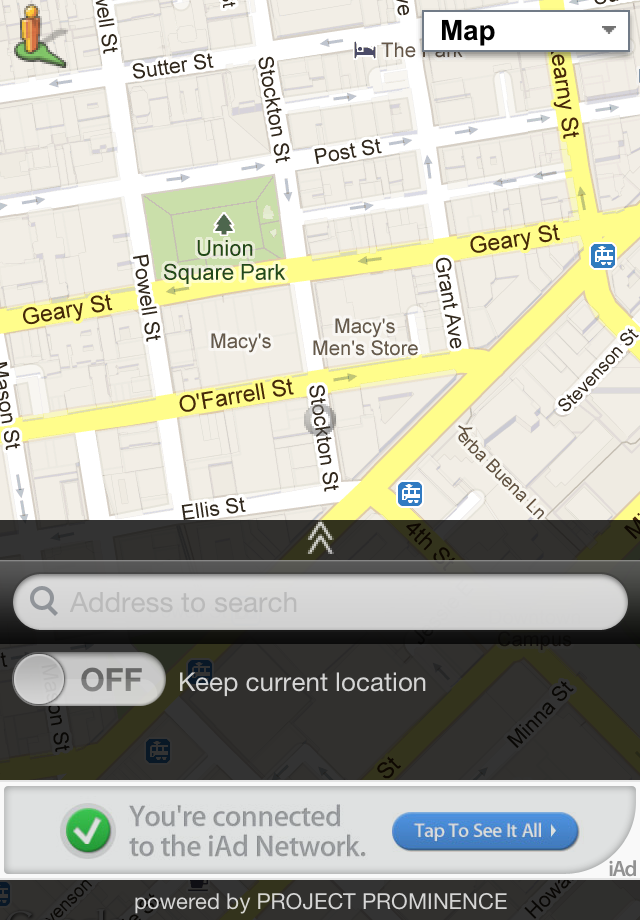 well St
Map
The Park
Sutter St
Stockton St
Kearny St
Post St
Union
Square Park
Geary St
Powell St
Grant Ave
Geary St
Macy's
Macy's
Men's Store
Mason St
O'Farrell St
Stockton St
Stevenson St
Yerba Buena Ln
Ellis St
4th St
Address to search
Campus
OFF
Keep current location
Mason St
Minna St
St
You're connected
to the iAd Network.
Tap To See It All
iAd
powered by PROJECT PROMINENCE